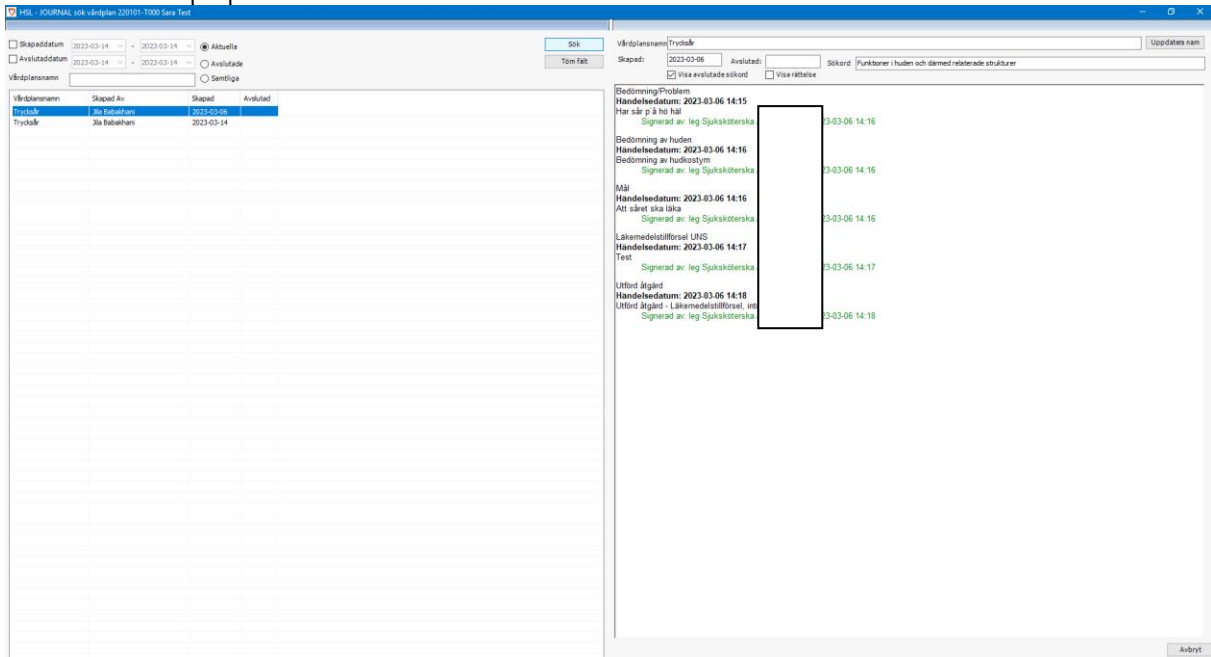 HSL - JOURNAL sök vårdplan 220101-T000 Sara Test
Skapaddatum 2023-03-14 - 2023-03-14 Aktuella Sök
Avslutaddatum 2023-03-14 - 2023-03-14 Avslutade Töm fält
Vårdplansnamn Samtliga
Vårdplansnamn Skapad Av Skapad Avslutad
Trycksår Jila Babakhani 2023-03-06
Trycksår Jila Babakhani 2023-03-14
Vårdplansnamn Trycksår Uppdatera nam
Skapad: 2023-03-06 Avslutad: Sökord Funktioner i huden och därmed relaterade strukturer
Visa avslutade sökord Visa rättelse
Bedömning/Problem
Händelsedatum: 2023-03-06 14:15
Har sår p´å hö häl
Signerad av: leg Sjuksköterska 23-03-06 14:16
Bedömning av huden
Händelsedatum: 2023-03-06 14:16
Bedömning av hudkostym
Signerad av: leg Sjuksköterska 23-03-06 14:16
Mål
Händelsedatum: 2023-03-06 14:16
Att såret ska läka
Signerad av: leg Sjuksköterska 23-03-06 14:16
Läkemedelstillförsel UNS
Händelsedatum: 2023-03-06 14:17
Test
Signerad av: leg Sjuksköterska 23-03-06 14:17
Utförd åtgärd
Händelsedatum: 2023-03-06 14:18
Utförd åtgärd - Läkemedelstillförsel, int
Signerad av: leg Sjuksköterska 23-03-06 14:18
Avbryt